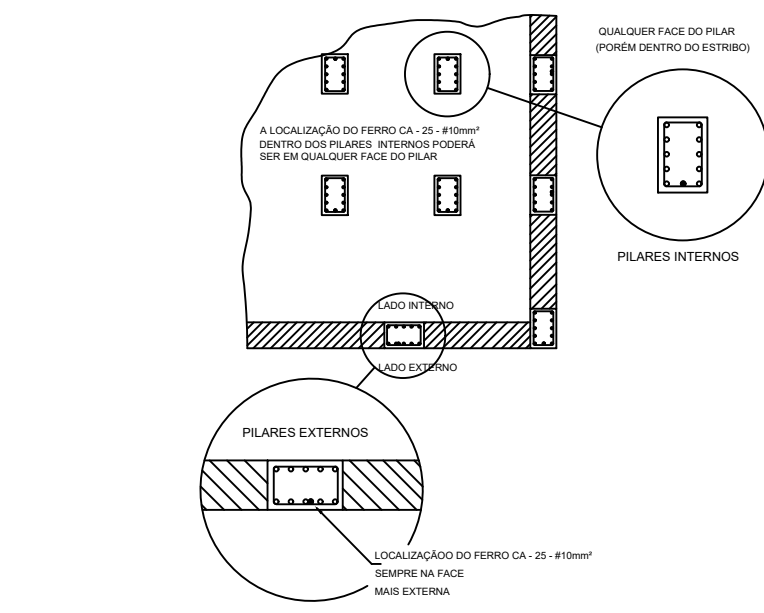 QUALQUER FACE DO PILAR
(PORÉM DENTRO DO ESTRIBO)
A LOCALIZAÇÃO DO FERRO CA - 25 - #10mm²
DENTRO DOS PILARES INTERNOS PODERÁ
SER EM QUALQUER FACE DO PILAR
PILARES INTERNOS
LADO INTERNO
LADO EXTERNO
PILARES EXTERNOS
LOCALIZAÇÃOO DO FERRO CA - 25 - #10mm²
SEMPRE NA FACE
MAIS EXTERNA